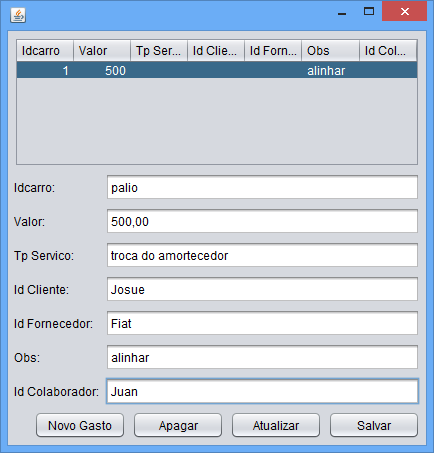 Idcarro Valor Tp Ser... Id Clie... Id Forn... Obs Id Col...
1 500 alinhar
Idcarro: palio
Valor: 500,00
Tp Servico: troca do amortecedor
Id Cliente: Josue
Id Fornecedor: Fiat
Obs: alinhar
Id Colaborador: Juan
Novo Gasto Apagar Atualizar Salvar